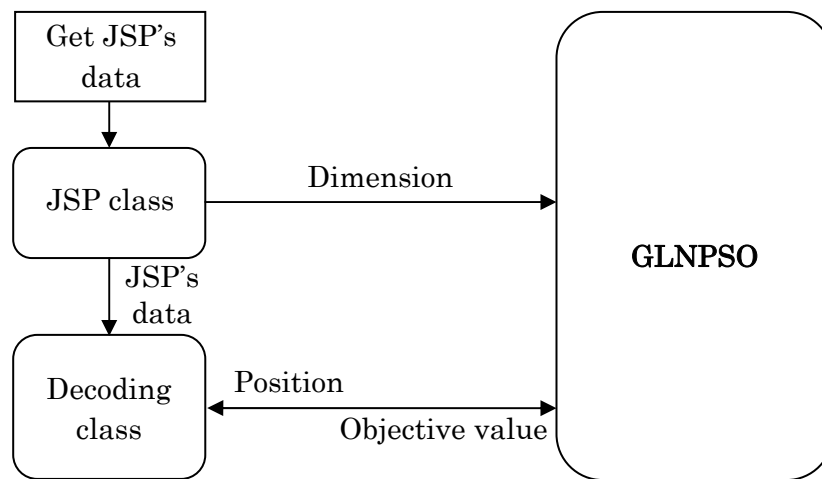 Get JSP’s
data
JSP class
Dimension
GLNPSO
JSP’s
data
Decoding
class
Position
Objective value